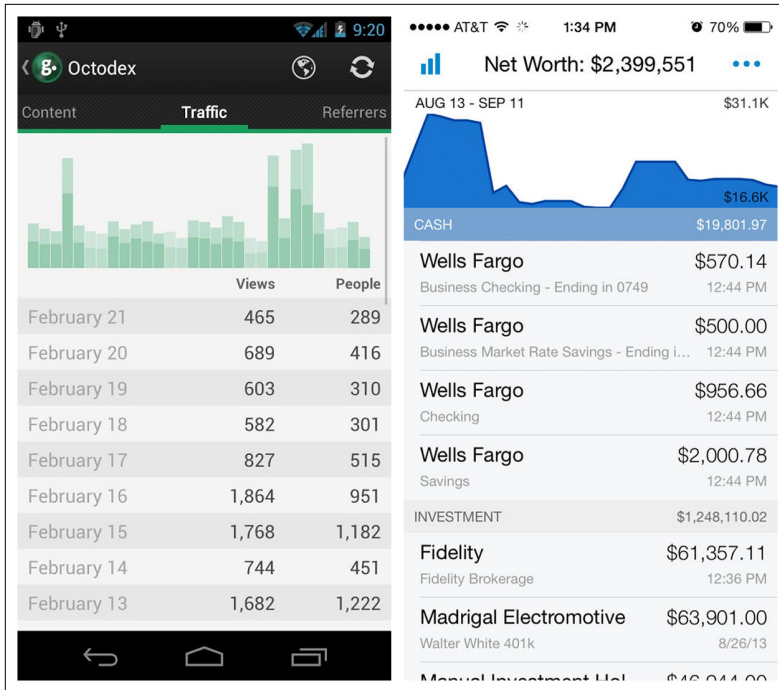 9:20
g.
Octodex
Content Traffic Referrers
Views People
February 21 465 289
February 20 689 416
February 19 603 310
February 18 582 301
February 17 827 515
February 16 1,864 951
February 15 1,768 1,182
February 14 744 451
February 13 1,682 1,222
AT&T 1:34 PM 70%
Net Worth: $2,399,551
AUG 13 - SEP 11 $31.1K
$16.6K
CASH $19,801.97
Wells Fargo $570.14
Business Checking - Ending in 0749 12:44 PM
Wells Fargo $500.00
Business Market Rate Savings - Ending i... 12:44 PM
Wells Fargo $956.66
Checking 12:44 PM
Wells Fargo $2,000.78
Savings 12:44 PM
INVESTMENT $1,248,110.02
Fidelity $61,357.11
Fidelity Brokerage 12:36 PM
Madrigal Electromotive $63,901.00
Walter White 401k 8/26/13
Manual Investment